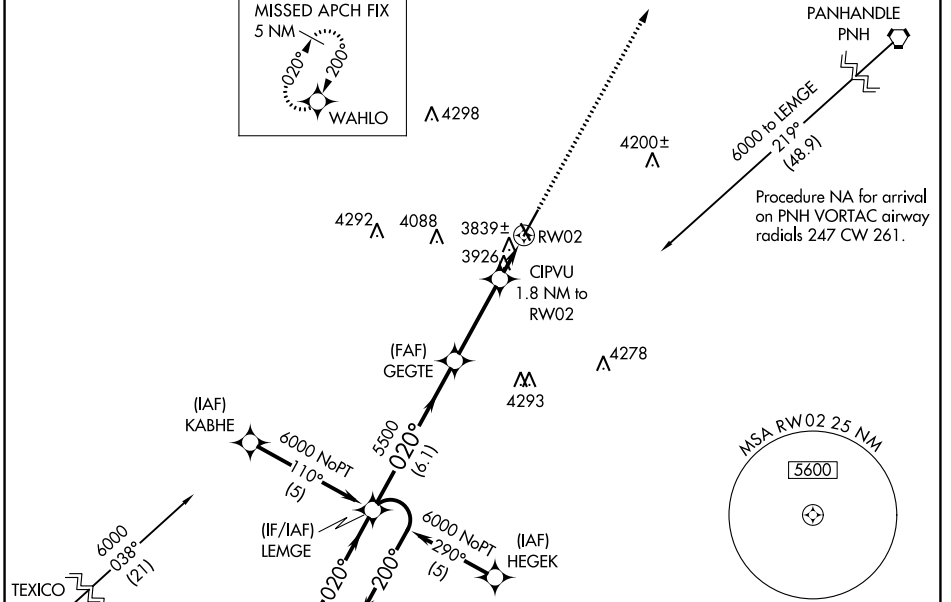 MISSED APCH FIX
5 NM
020°
200°
WAHLO
4298
PANHANDLE
PNH
6000 to LEMGE
219°
(48.9)
4200±
Procedure NA for arrival
on PNH VORTAC airway
radials 247 CW 261.
4292
4088
3839±
RW02
3926
CIPVU
1.8 NM to
RW02
(FAF)
GEGTE
4278
4293
(IAF)
KABHE
6000 NoPT
110°
(5)
5500
020°
(6.1)
MSA RW02 25 NM
5600
(IF/IAF)
LEMGE
6000 NoPT
290°
(5)
(IAF)
HEGEK
6000
038°
(21)
TEXICO
020°
200°